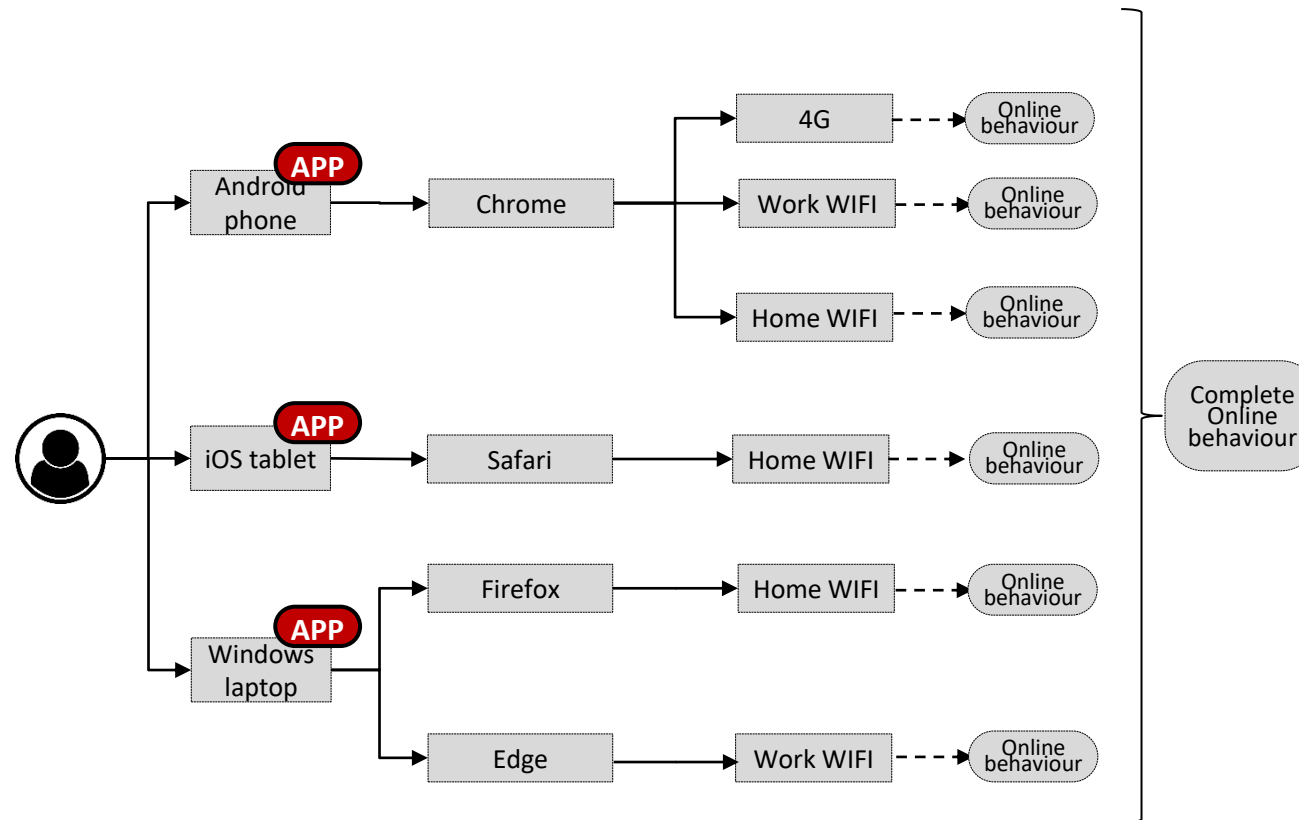 APP
Android
phone
Chrome
4G
Online
behaviour
Work WIFI
Online
behaviour
Home WIFI
Online
behaviour
APP
iOS tablet
Safari
Home WIFI
Online
behaviour
APP
Windows
laptop
Firefox
Home WIFI
Online
behaviour
Edge
Work WIFI
Online
behaviour
Complete
Online
behaviour